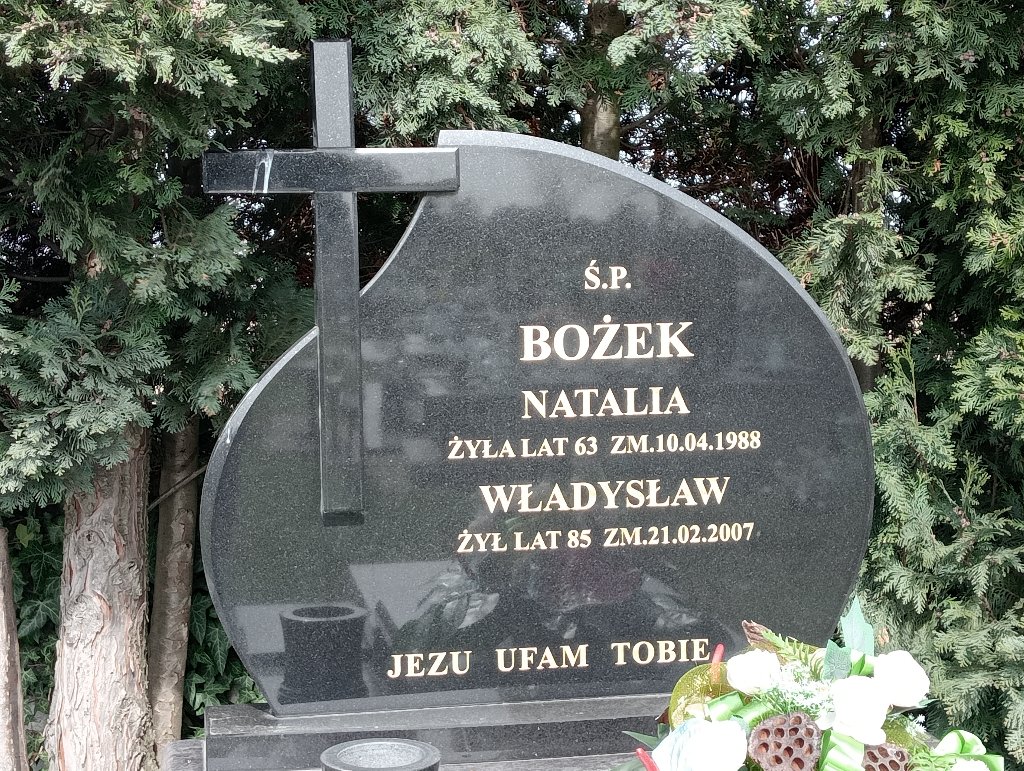 Ś.P.
BOŻEK
NATALIA
ŻYŁA LAT 63 ZM.10.04.1988
WŁADYSŁAW
ŻYŁ LAT 85 ZM.21.02.2007
JEZU UFAM TOBIE